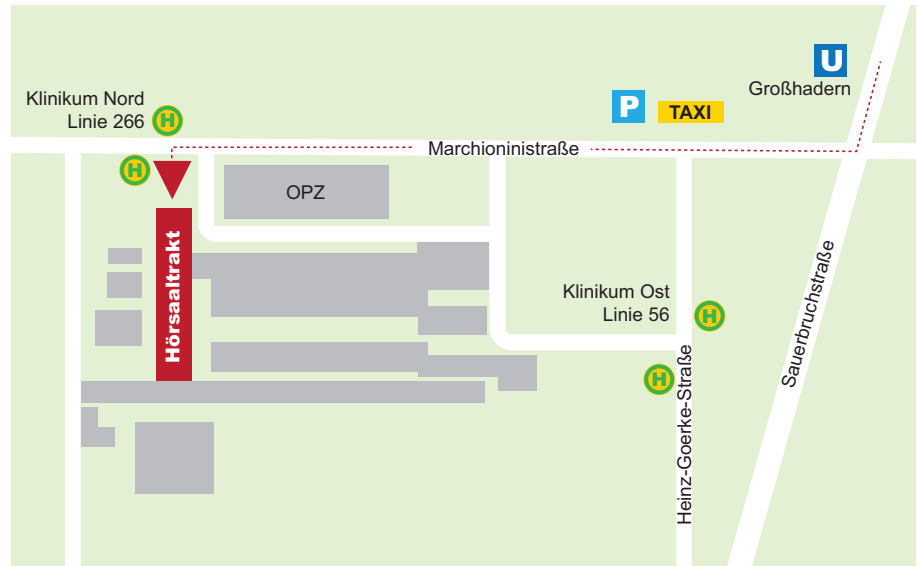 U
Großhadern
Klinikum Nord
Linie 266
H
H
P
TAXI
Marchioninistraße
OPZ
Hörsaaltrakt
Klinikum Ost
Linie 56
H
H
Heinz-Goerke-Straße
Sauerbruchstraße